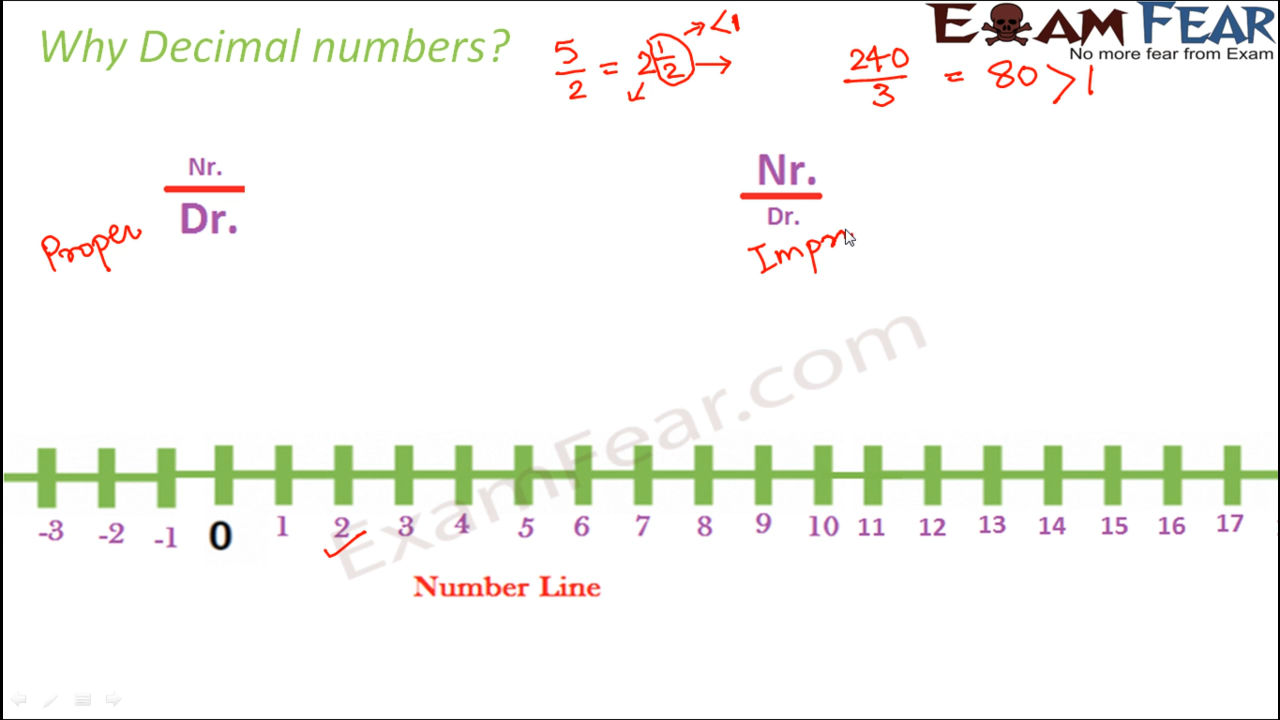 Why Decimal numbers?
5/2 = 2 1/2 → <1
→
240/3 = 80 > 1
EXAM FEAR
No more fear from Exam
Nr.
Dr.
Proper
Nr.
Dr.
Impr
ExamFear.com
-3 -2 -1 0 1 2 3 4 5 6 7 8 9 10 11 12 13 14 15 16 17
Number Line